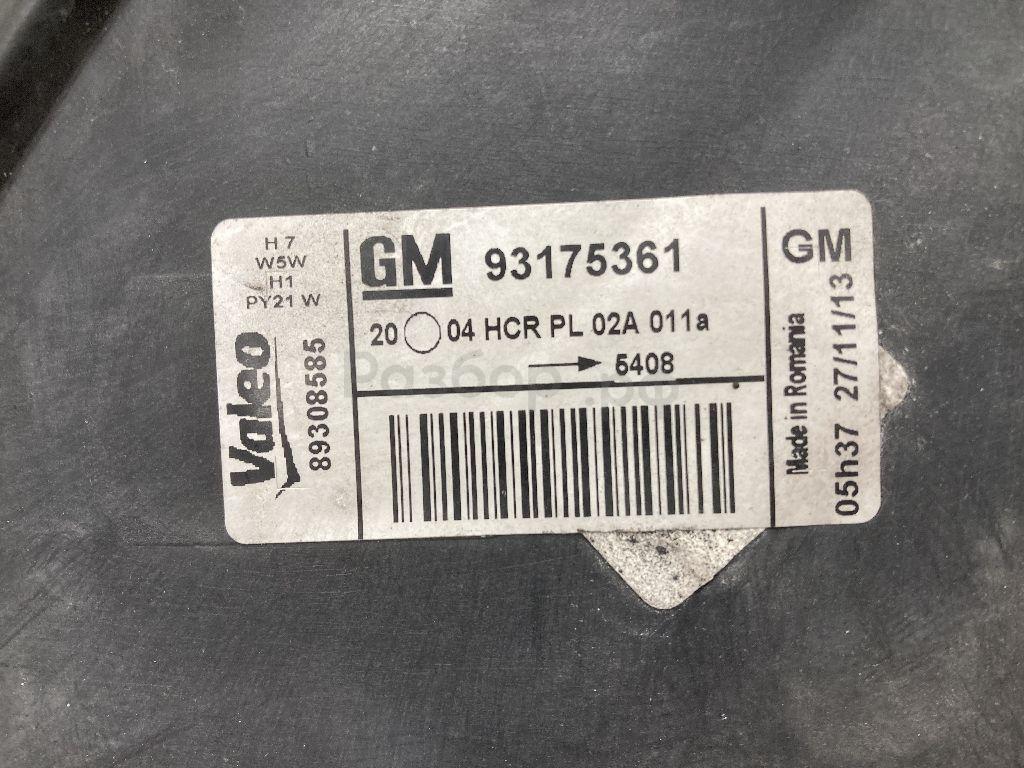 H 7
W5W
H1
PY21 W
Valeo
89308585
GM 93175361
20 04 HCR PL 02A 011a
5408
GM
Made in Romania
05h37 27/11/13
Разбор.рф